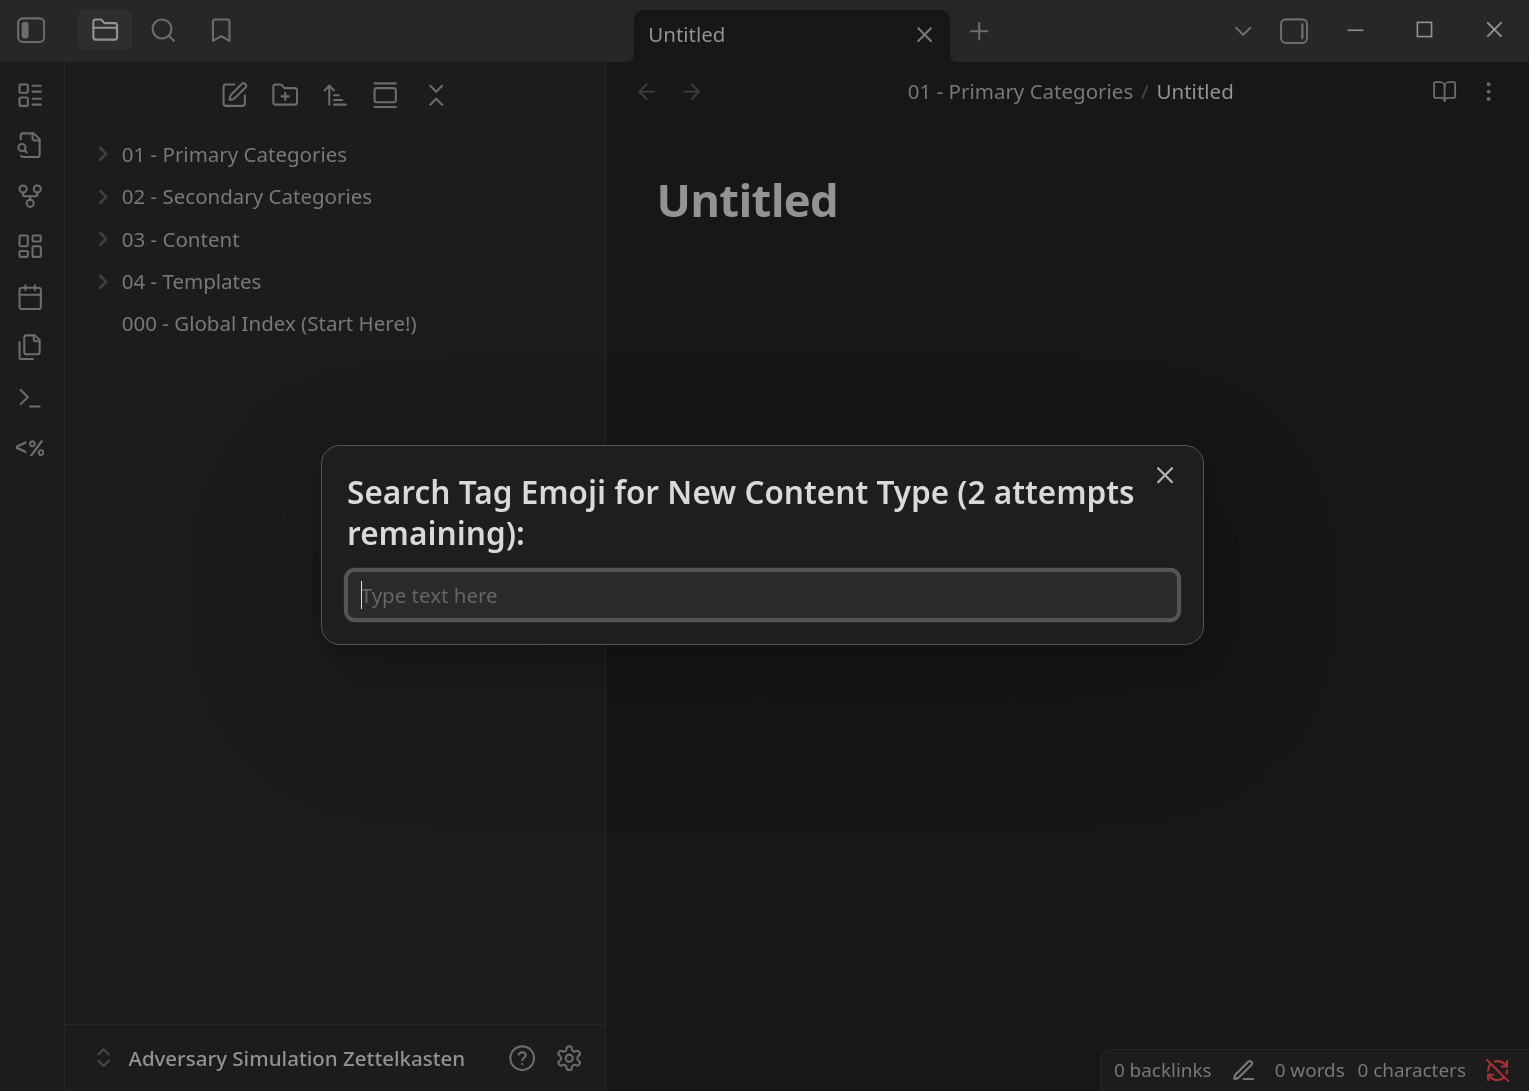 Untitled
01 - Primary Categories / Untitled
01 - Primary Categories
02 - Secondary Categories
03 - Content
04 - Templates
000 - Global Index (Start Here!)
<%
Untitled
Search Tag Emoji for New Content Type (2 attempts
remaining):
Type text here
Adversary Simulation Zettelkasten
0 backlinks
0 words
0 characters